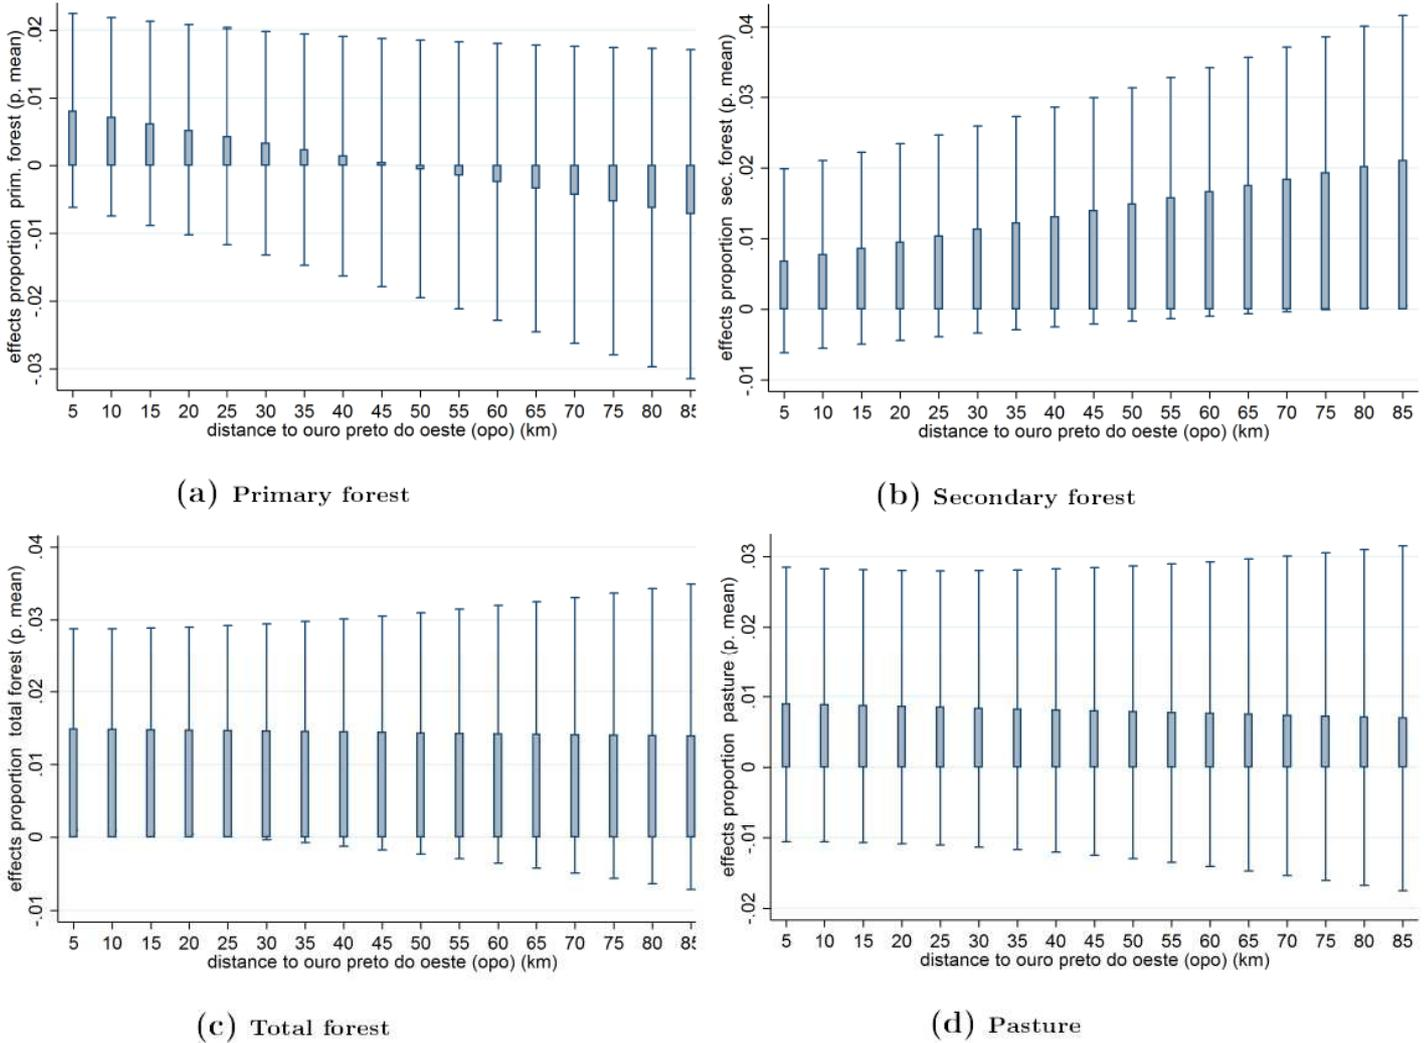 effects proportion prim. forest (p. mean)
.02
.01
0
-.01
-.02
-.03
5 10 15 20 25 30 35 40 45 50 55 60 65 70 75 80 85
distance to ouro preto do oeste (opo) (km)
(a) Primary forest
effects proportion sec. forest (p. mean)
.04
.03
.02
.01
0
-.01
5 10 15 20 25 30 35 40 45 50 55 60 65 70 75 80 85
distance to ouro preto do oeste (opo) (km)
(b) Secondary forest
effects proportion total forest (p. mean)
.04
.03
.02
.01
0
-.01
5 10 15 20 25 30 35 40 45 50 55 60 65 70 75 80 85
distance to ouro preto do oeste (opo) (km)
(c) Total forest
effects proportion pasture (p. mean)
.03
.02
.01
0
-.01
-.02
5 10 15 20 25 30 35 40 45 50 55 60 65 70 75 80 85
distance to ouro preto do oeste (opo) (km)
(d) Pasture